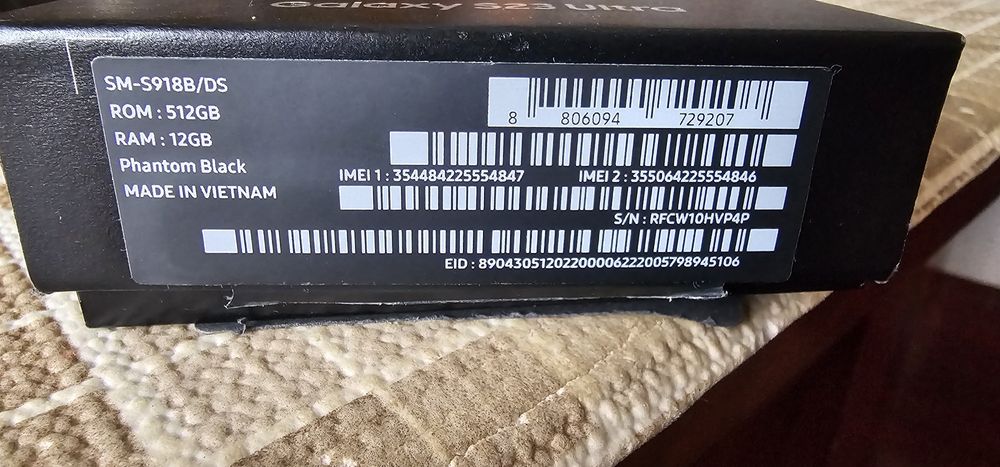 Galaxy S23 Ultra
SM-S918B/DS
ROM : 512GB
RAM : 12GB
Phantom Black
MADE IN VIETNAM
8 806094 729207
IMEI 1 : 354484225554847 IMEI 2 : 355064225554846
S/N : RFCW10HVP4P
EID : 89043051202200006222005798945106